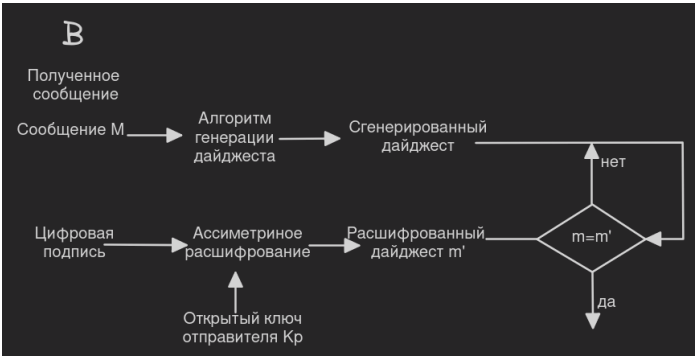 B
Полученное
сообщение
Сообщение М
Алгоритм
генерации
дайджеста
Сгенерированный
дайджест
нет
Цифровая
подпись
Ассиметриное
расшифрование
Расшифрованный
дайджест m'
m=m'
да
Открытый ключ
отправителя Kp